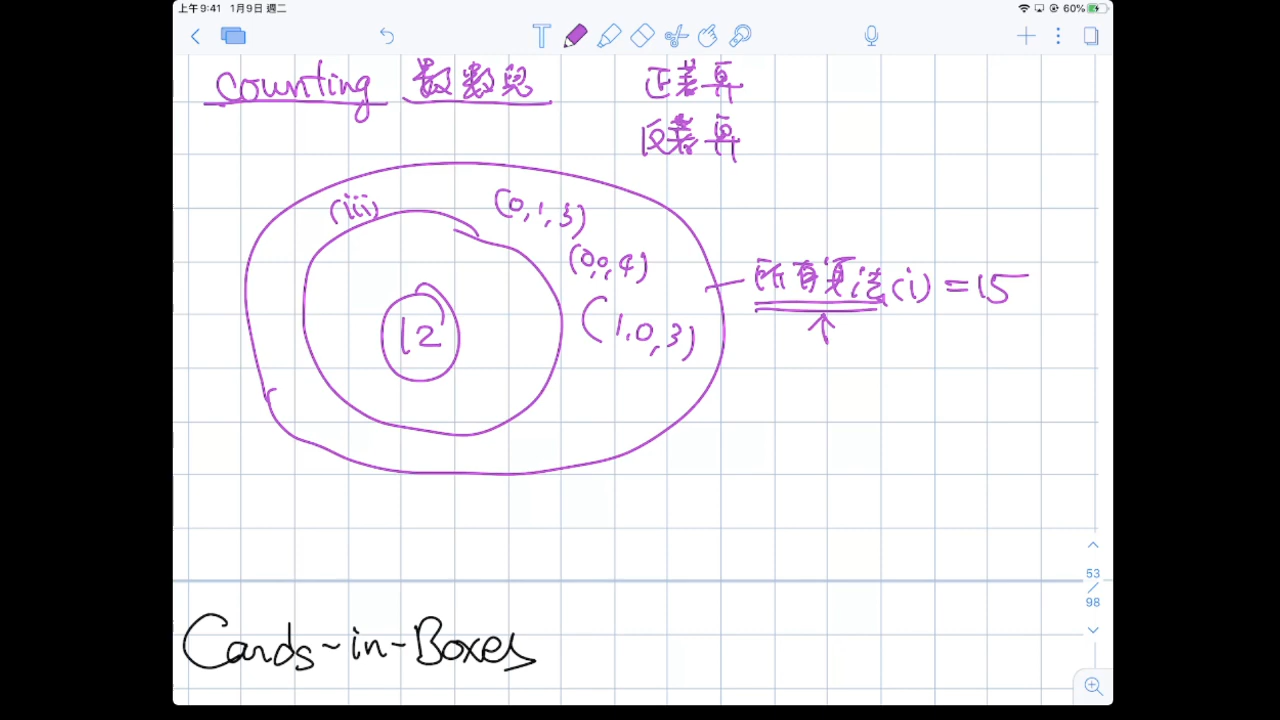 上午9:41 1月9日 週二
60%
T
counting 数数兒
正著算
反著算
(iii)
(0,1,3)
(0,0,4)
(1,0,3)
12
所有算法(i)=15
53
98
Cards-in-Boxes